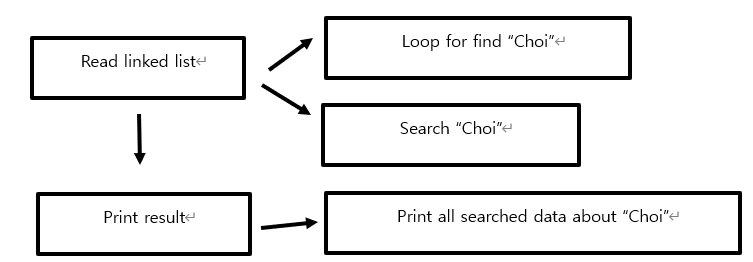 Read linked list↵
Loop for find “Choi”↵
Search “Choi”↵
Print result↵
Print all searched data about “Choi”↵